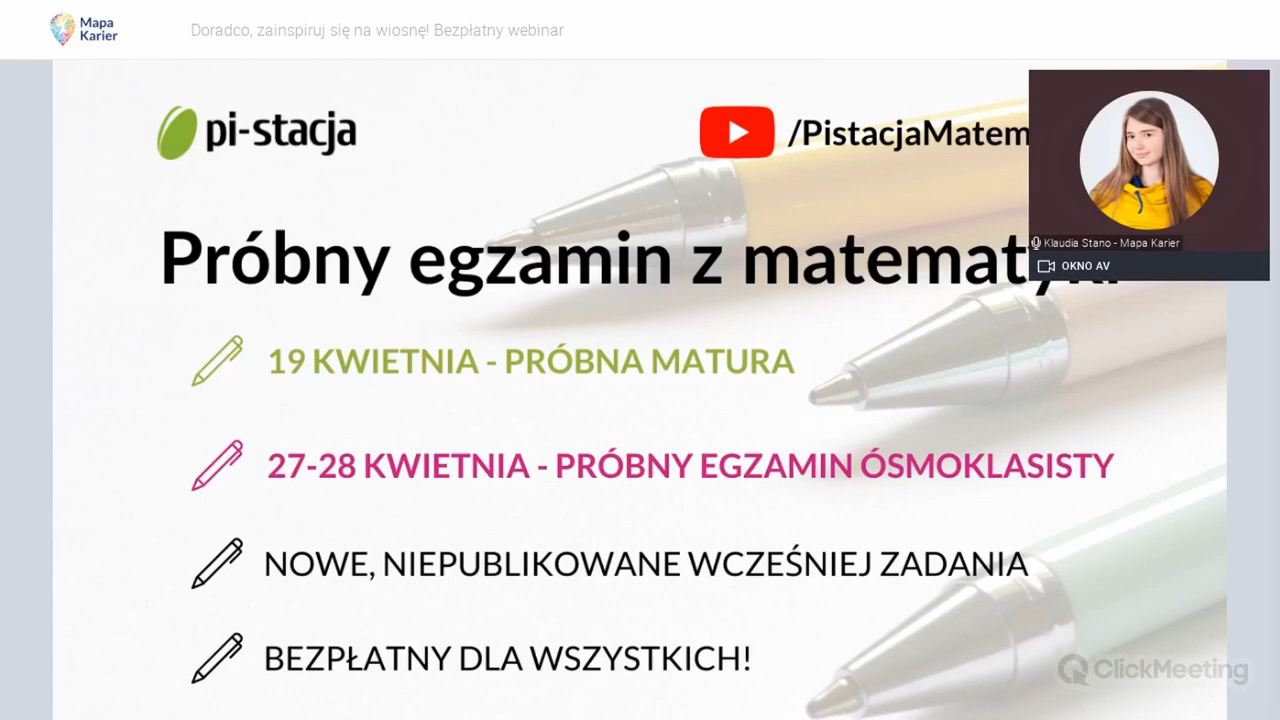 Mapa
Karier
Doradco, zainspiruj się na wiosnę! Bezpłatny webinar
pi-stacja
/PistacjaMatem
Klaudia Stano - Mapa Karier
OKNO AV
Próbny egzamin z matematyki
19 KWIETNIA - PRÓBNA MATURA
27-28 KWIETNIA - PRÓBNY EGZAMIN ÓSMOKLASISTY
NOWE, NIEPUBLIKOWANE WCZEŚNIEJ ZADANIA
BEZPŁATNY DLA WSZYSTKICH!
ClickMeeting